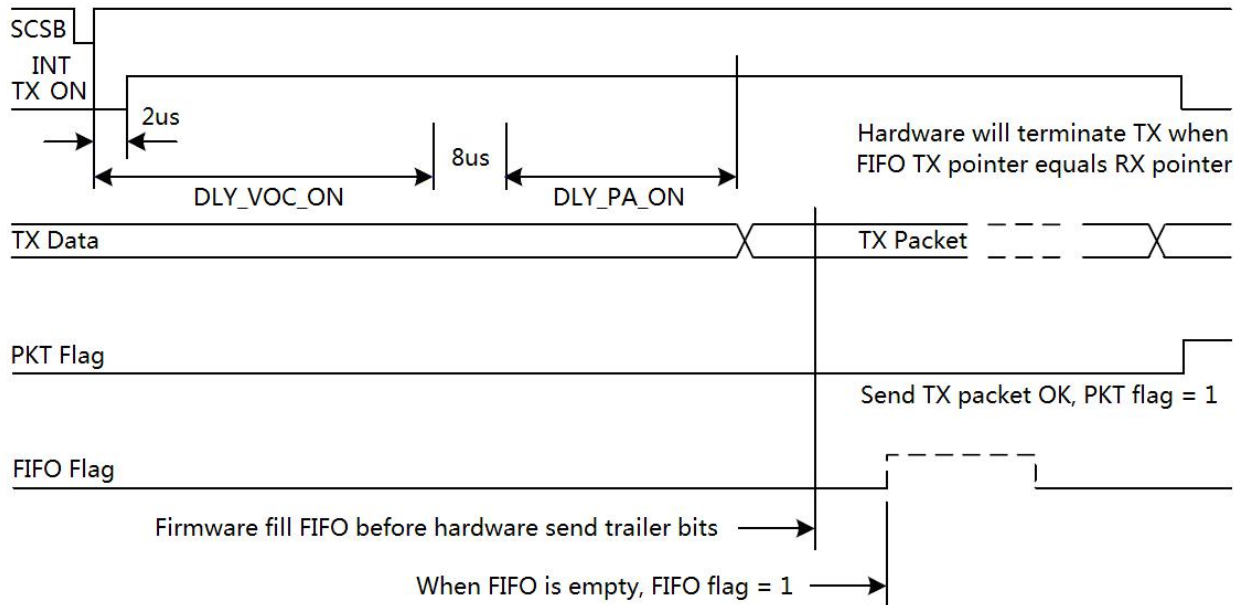 SCSB
INT
TX ON
2us
8us
DLY_VOC_ON
DLY_PA_ON
Hardware will terminate TX when
FIFO TX pointer equals RX pointer
TX Data
TX Packet
PKT Flag
Send TX packet OK, PKT flag = 1
FIFO Flag
Firmware fill FIFO before hardware send trailer bits
When FIFO is empty, FIFO flag = 1